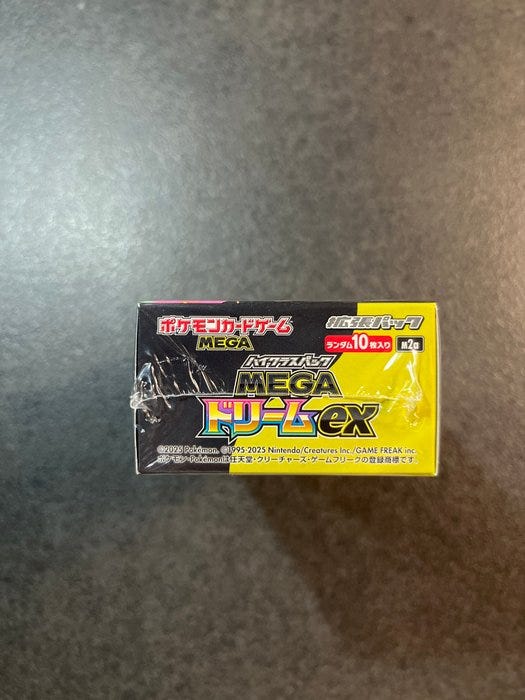 ポケモンカードゲーム 拡張パック
MEGA ランダム10枚入り M2a
ハイクラスパック
MEGA
ドリームex
©2025 Pokémon. ©1995-2025 Nintendo/Creatures Inc./GAME FREAK inc.
ポケモン・Pokémonは任天堂・クリーチャーズ・ゲームフリークの登録商標です。